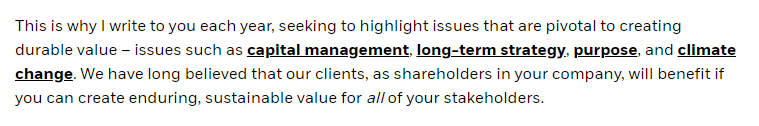 This is why I write to you each year, seeking to highlight issues that are pivotal to creating
durable value – issues such as capital management, long-term strategy, purpose, and climate
change. We have long believed that our clients, as shareholders in your company, will benefit if
you can create enduring, sustainable value for all of your stakeholders.